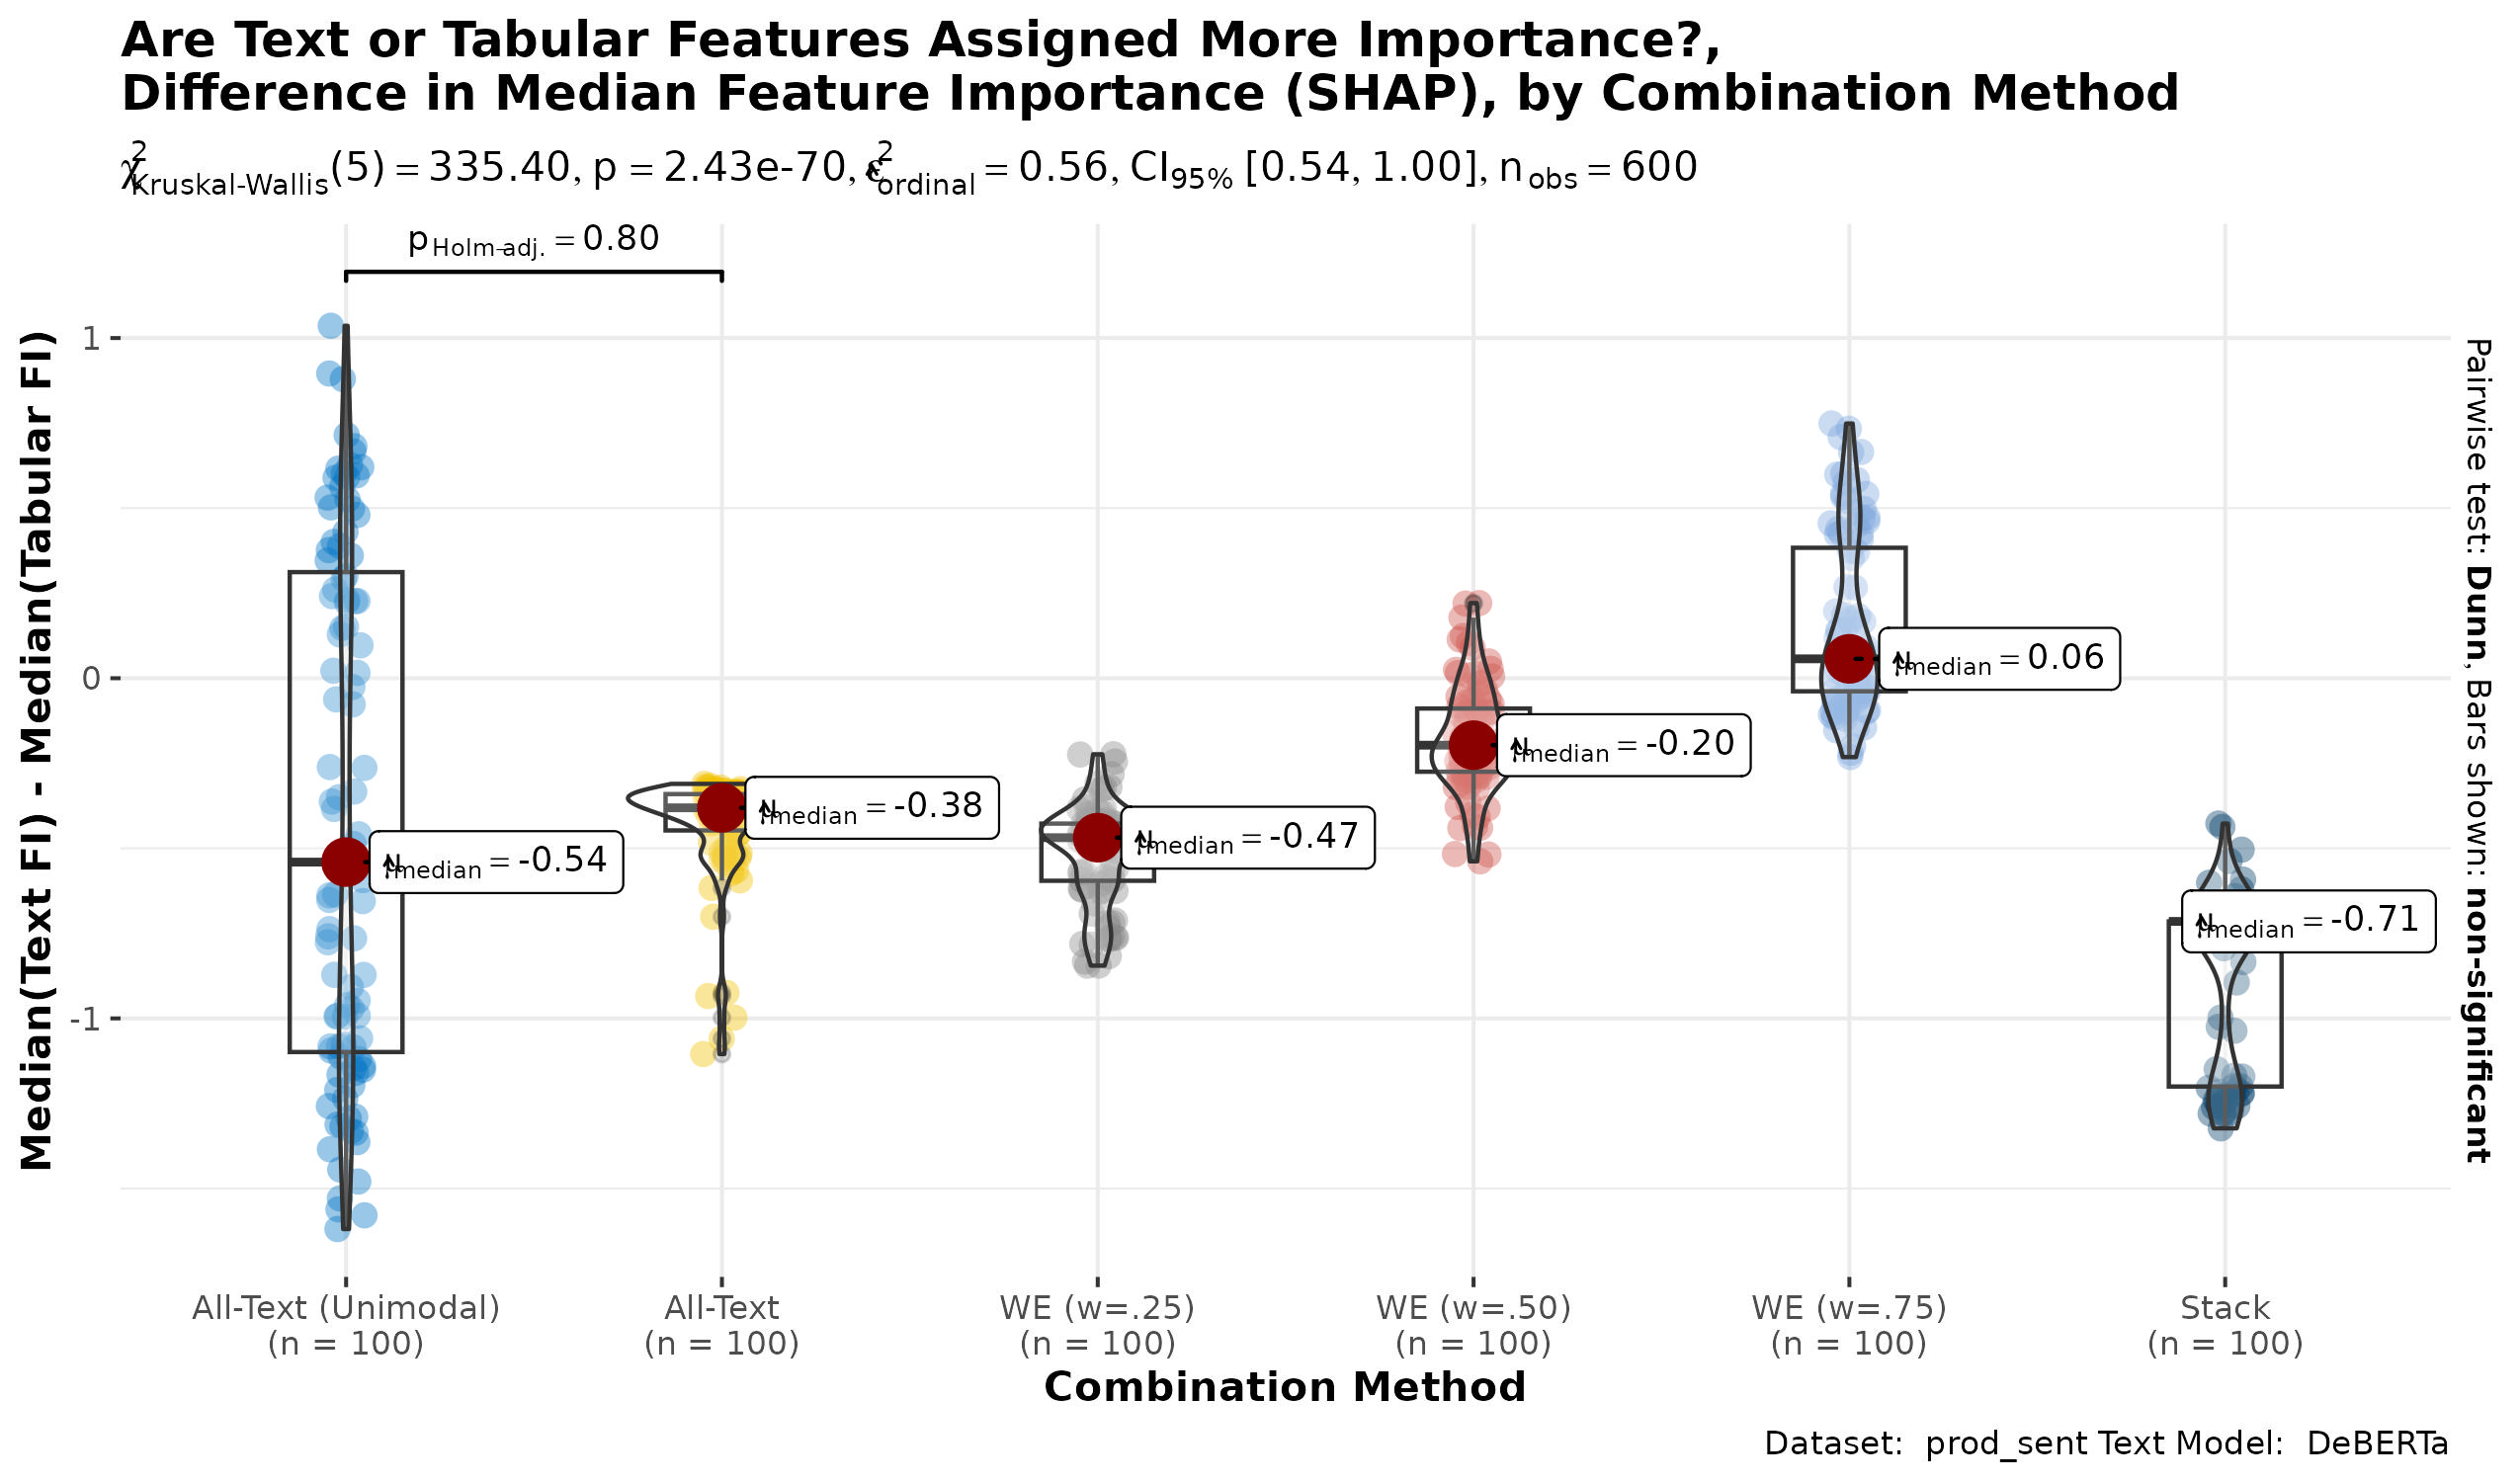 Are Text or Tabular Features Assigned More Importance?,
Difference in Median Feature Importance (SHAP), by Combination Method
χ²Kruskal-Wallis(5) = 335.40, p = 2.43e-70, ε²ordinal = 0.56, CI95% [0.54, 1.00], nobs = 600
pHolm-adj. = 0.80
Median(Text FI) - Median(Tabular FI)
1
0
-1
μ̂median = -0.54
μ̂median = -0.38
μ̂median = -0.47
μ̂median = -0.20
μ̂median = 0.06
μ̂median = -0.71
Pairwise test: Dunn, Bars shown: non-significant
All-Text (Unimodal)
(n = 100)
All-Text
(n = 100)
WE (w=.25)
(n = 100)
WE (w=.50)
(n = 100)
WE (w=.75)
(n = 100)
Stack
(n = 100)
Combination Method
Dataset: prod_sent Text Model: DeBERTa